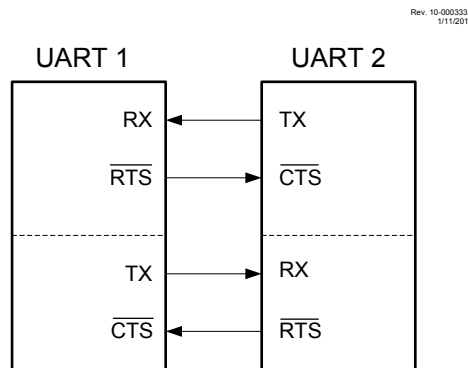 Rev. 10-000333
1/11/201
UART 1 UART 2
RX TX
RTS CTS
TX RX
CTS RTS